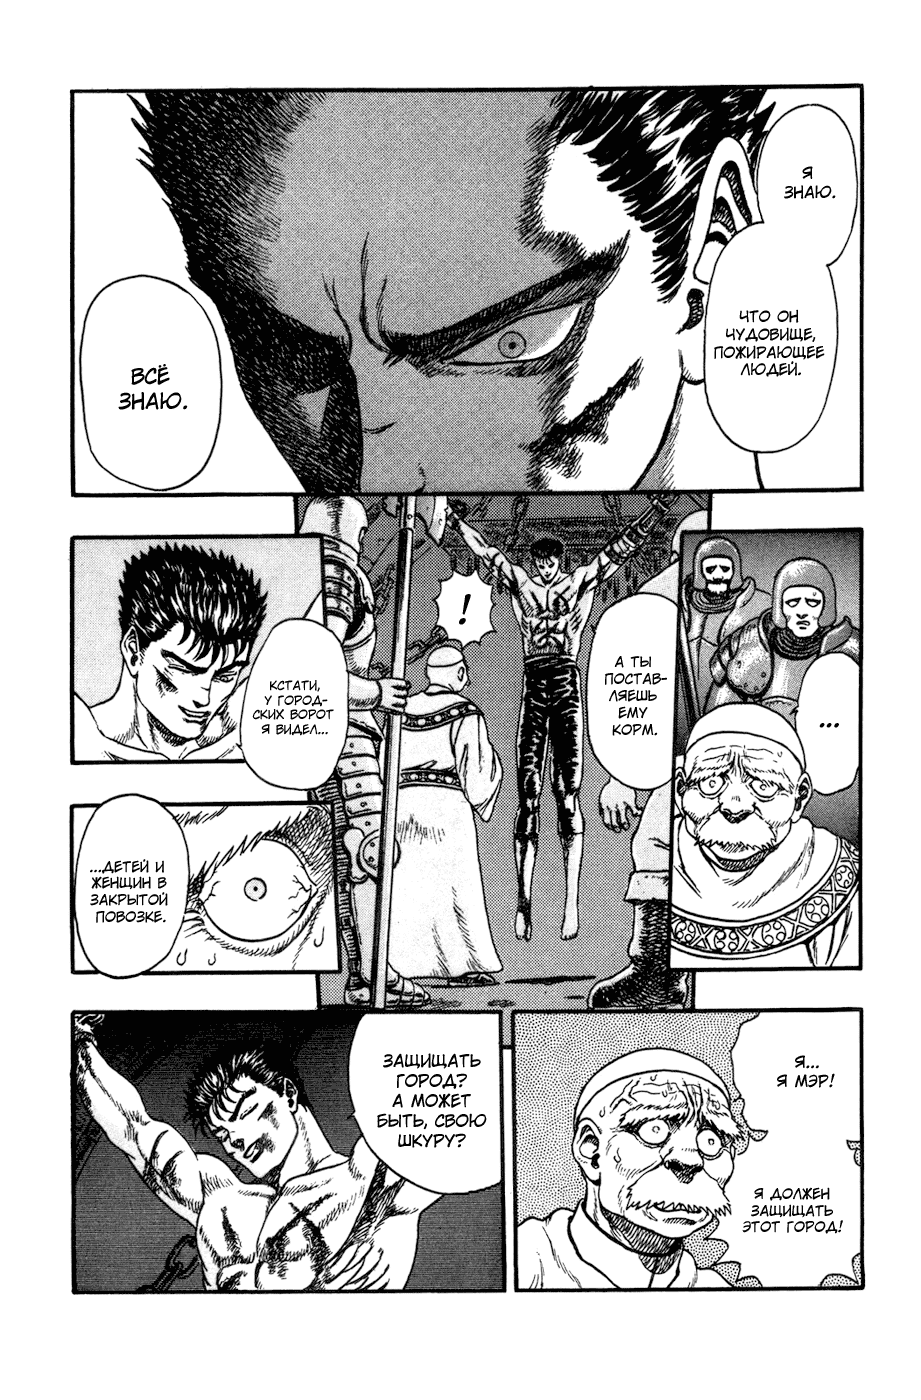 Я
ЗНАЮ.
ЧТО ОН
ЧУДОВИЩЕ,
ПОЖИРАЮЩЕЕ
ЛЮДЕЙ.
ВСЁ
ЗНАЮ.
...
А ТЫ
ПОСТАВ-
ЛЯЕШЬ
ЕМУ
КОРМ.
!
КСТАТИ,
У ГОРОД-
СКИХ ВОРОТ
Я ВИДЕЛ...
...ДЕТЕЙ И
ЖЕНЩИН В
ЗАКРЫТОЙ
ПОВОЗКЕ.
Я...
Я МЭР!
Я ДОЛЖЕН
ЗАЩИЩАТЬ
ЭТОТ ГОРОД!
ЗАЩИЩАТЬ
ГОРОД?
А МОЖЕТ
БЫТЬ, СВОЮ
ШКУРУ?